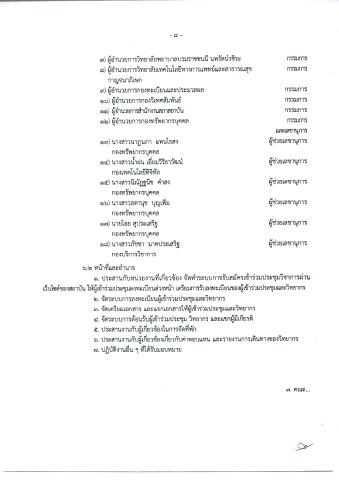 - ๘ -
๗) ผู้อำนวยการวิทยาลัยพยาบาลบรมราชชนนี นพรัตน์วชิระ กรรมการ
๘) ผู้อำนวยการวิทยาลัยเทคโนโลยีทางการแพทย์และสาธารณสุข กรรมการ
กาญจนาภิเษก
๙) ผู้อำนวยการกองทะเบียนและประมวลผล กรรมการ
๑๐) ผู้อำนวยการกองวิเทศสัมพันธ์ กรรมการ
๑๑) ผู้อำนวยการสำนักงานสภาสถาบัน กรรมการ
๑๒) ผู้อำนวยการกองทรัพยากรบุคคล กรรมการ
และเลขานุการ
๑๓) นางสาวนาฏนภา ผู้ช่วยเลขานุการ
กองทรัพยากรบุคคล
๑๔) นางสาวน้ำฝน เอี่ยมวิริยาวัฒน์ ผู้ช่วยเลขานุการ
กองเทคโนโลยีดิจิทัล
๑๕) คำสง ผู้ช่วยเลขานุการ
กองทรัพยากรบุคคล
๑๖) นางสาวลดานุช บุญเพิ่ม ผู้ช่วยเลขานุการ
กองทรัพยากรบุคคล
๑๗) นายโอย สุประเสริฐ ผู้ช่วยเลขานุการ
กองทรัพยากรบุคคล
๑๘) นางสาวภัชชา นาคประเสริฐ ผู้ช่วยเลขานุการ
กองบริการวิชาการ
๖.๒ หน้าที่และอำนาจ
๑. ประสานกับหน่วยงานที่เกี่ยวข้อง จัดทำระบบการรับสมัครเข้าร่วมประชุมวิชาการผ่าน
เว็บไซต์ของสถาบัน ให้ผู้เข้าร่วมประชุมลงทะเบียนล่วงหน้า เตรียมการรับลงทะเบียนของผู้เข้าร่วมประชุมและวิทยากร
๒. จัดระบบการลงทะเบียนผู้เข้าร่วมประชุมและวิทยากร
๓. จัดเตรียมเอกสาร และแจกเอกสารให้ผู้เข้าร่วมประชุม และวิทยากร
๔. จัดระบบการต้อนรับผู้เข้าร่วมประชุม วิทยากร และแขกผู้มีเกียรติ
๕. ประสานงานกับผู้เกี่ยวข้องในการจัดที่พัก
๖. ประสานงานกับผู้เกี่ยวข้องเกี่ยวกับค่าตอบแทน และรายงานการเดินทางของวิทยากร
๗. ปฏิบัติงานอื่น ๆ ที่ได้รับมอบหมาย
๗. คณะ...